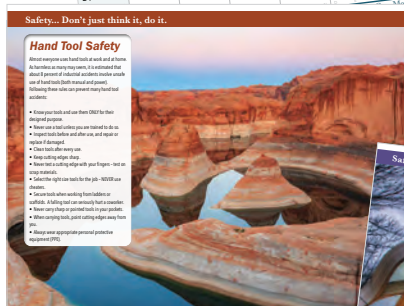 Safety... Don't just think it, do it.
Hand Tool Safety
Almost everyone uses hand tools at work and at home.
As harmless as many may seem, it is estimated that
about 8 percent of industrial accidents involve unsafe
use of hand tools (both manual and power).
Following these rules can prevent many hand tool
accidents:
• Know your tools and use them ONLY for their
designed purpose.
• Never use a tool unless you are trained to do so.
• Inspect tools before and after use, and repair or
replace if damaged.
• Clean tools after every use.
• Keep cutting edges sharp.
• Never test a cutting edge with your fingers - test on
scrap materials.
• Select the right size tools for the job - NEVER use
cheaters.
• Secure tools when working from ladders or
scaffolds. A falling tool can seriously hurt a coworker.
• Never carry sharp or pointed tools in your pockets.
• When carrying tools, point cutting edges away from
you.
• Always wear appropriate personal protective
equipment (PPE).